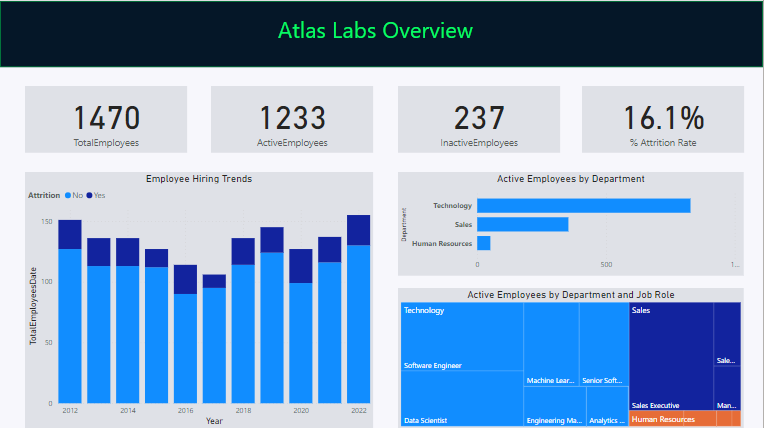 Atlas Labs Overview
1470
TotalEmployees
1233
ActiveEmployees
237
InactiveEmployees
16.1%
% Attrition Rate
Employee Hiring Trends
Attrition No Yes
TotalEmployeesDate
150
100
50
0
2012 2014 2016 2018 2020 2022
Year
Active Employees by Department
Department
Technology
Sales
Human Resources
0 500 1...
Active Employees by Department and Job Role
Technology
Software Engineer
Data Scientist
Machine Lear...
Senior Soft...
Engineering Ma...
Analytics ...
Sales
Sales Executive
Sale...
Man...
Human Resources